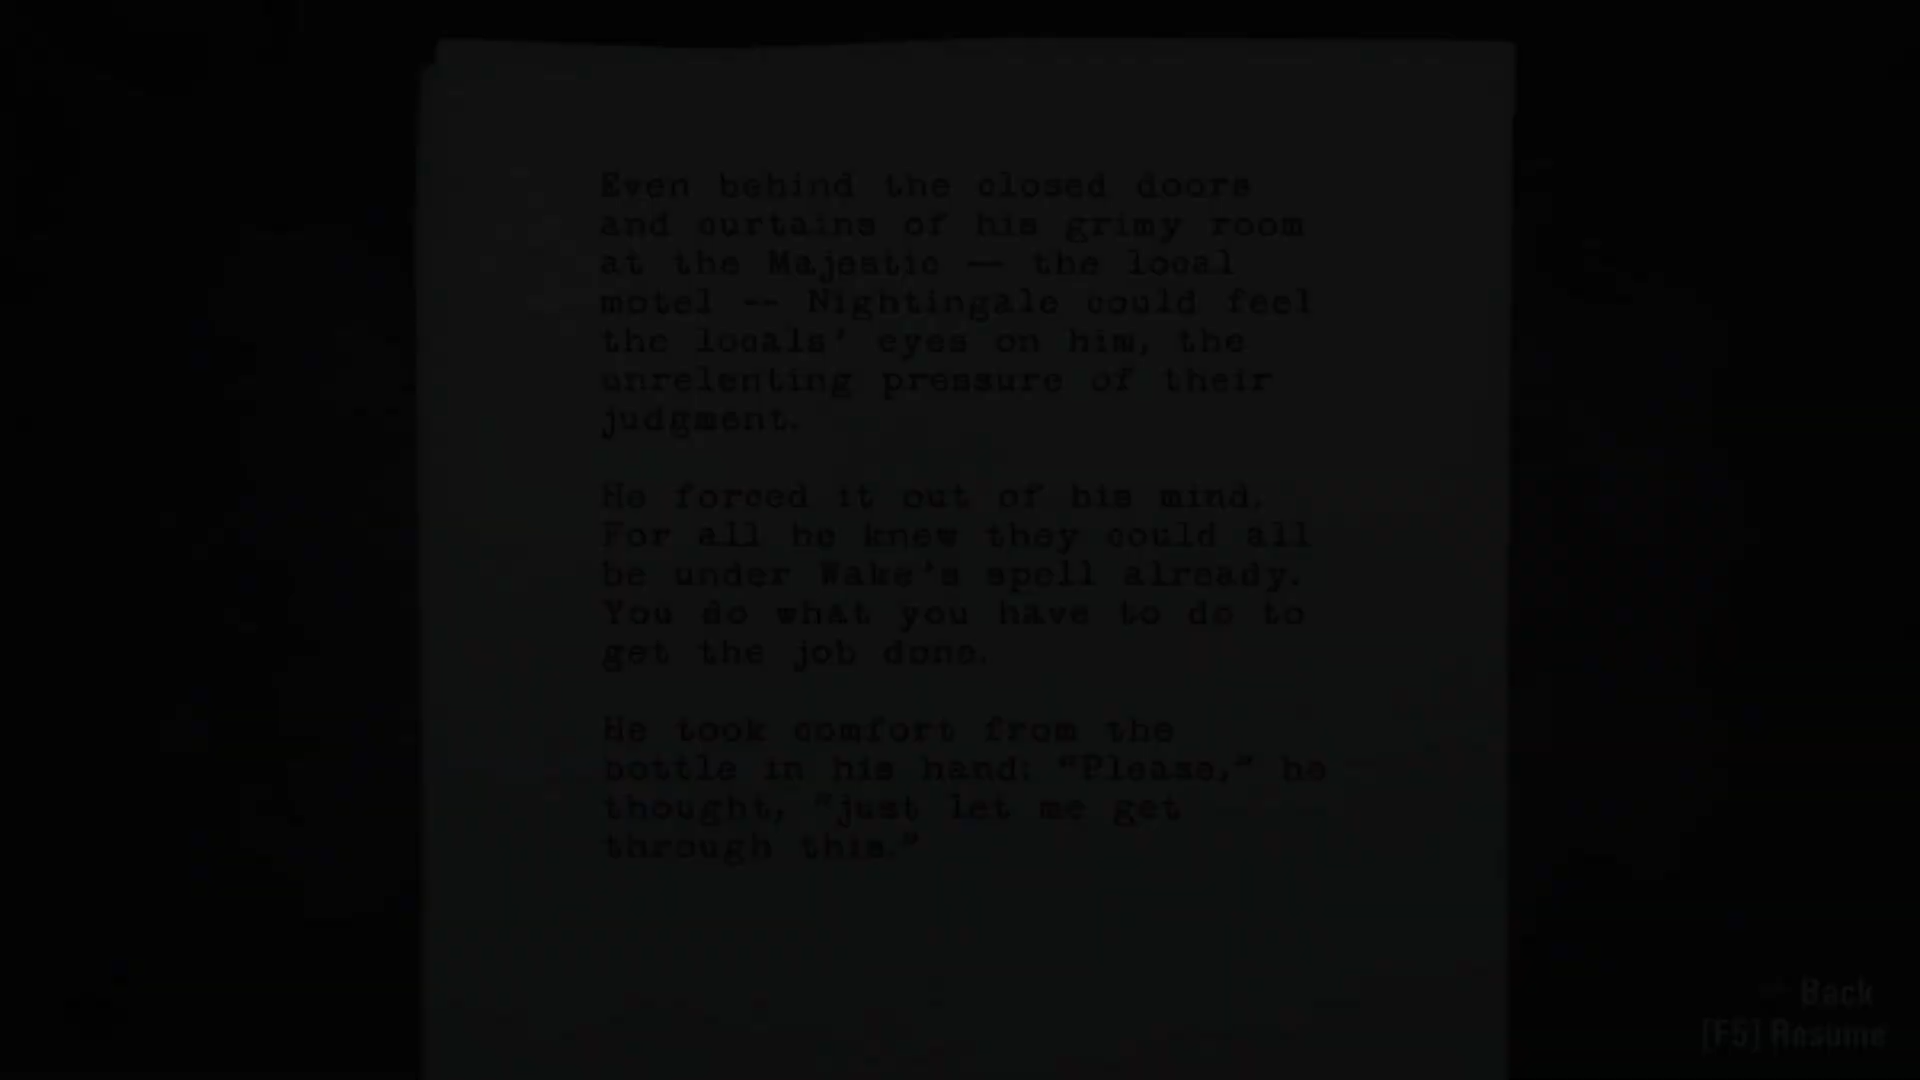 Even behind the closed doors
and curtains of his grimy room
at the Majestic -- the local
motel -- Nightingale could feel
the locals' eyes on him, the
unrelenting pressure of their
judgment.
He forced it out of his mind.
For all he knew they could all
be under Wake's spell already.
You do what you have to do to
get the job done.
He took comfort from the
bottle in his hand: "Please," he
thought, "just let me get
through this."
Back
[F5] Resume